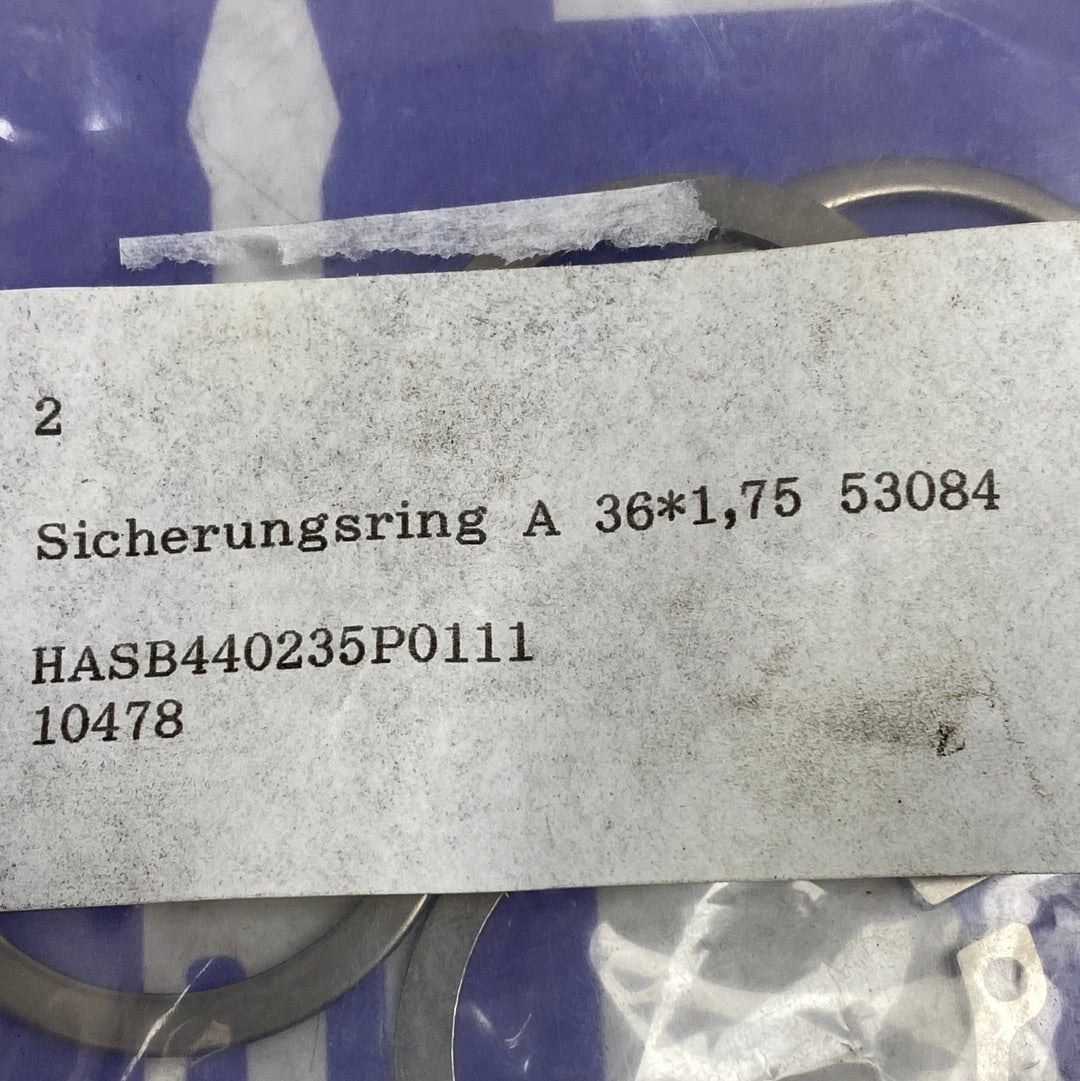 2
Sicherungsring A 36*1,75 53084
HASB440235P0111
10478